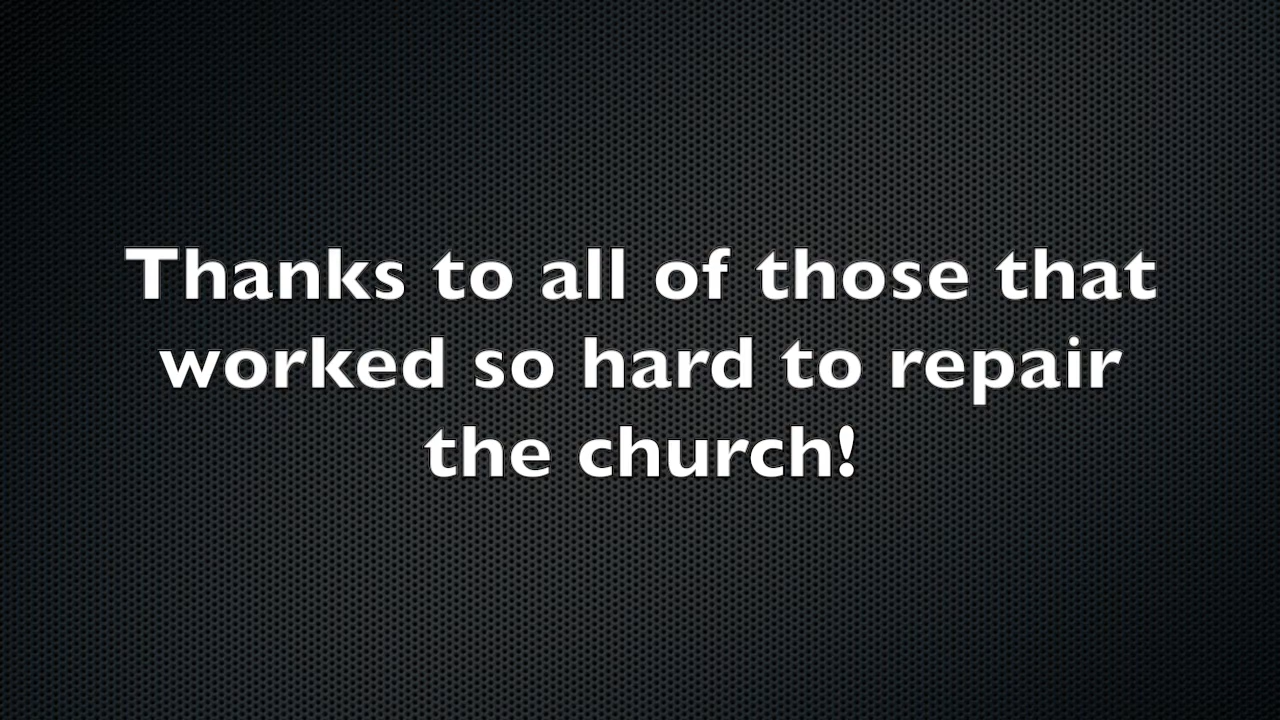 Thanks to all of those that
worked so hard to repair
the church!